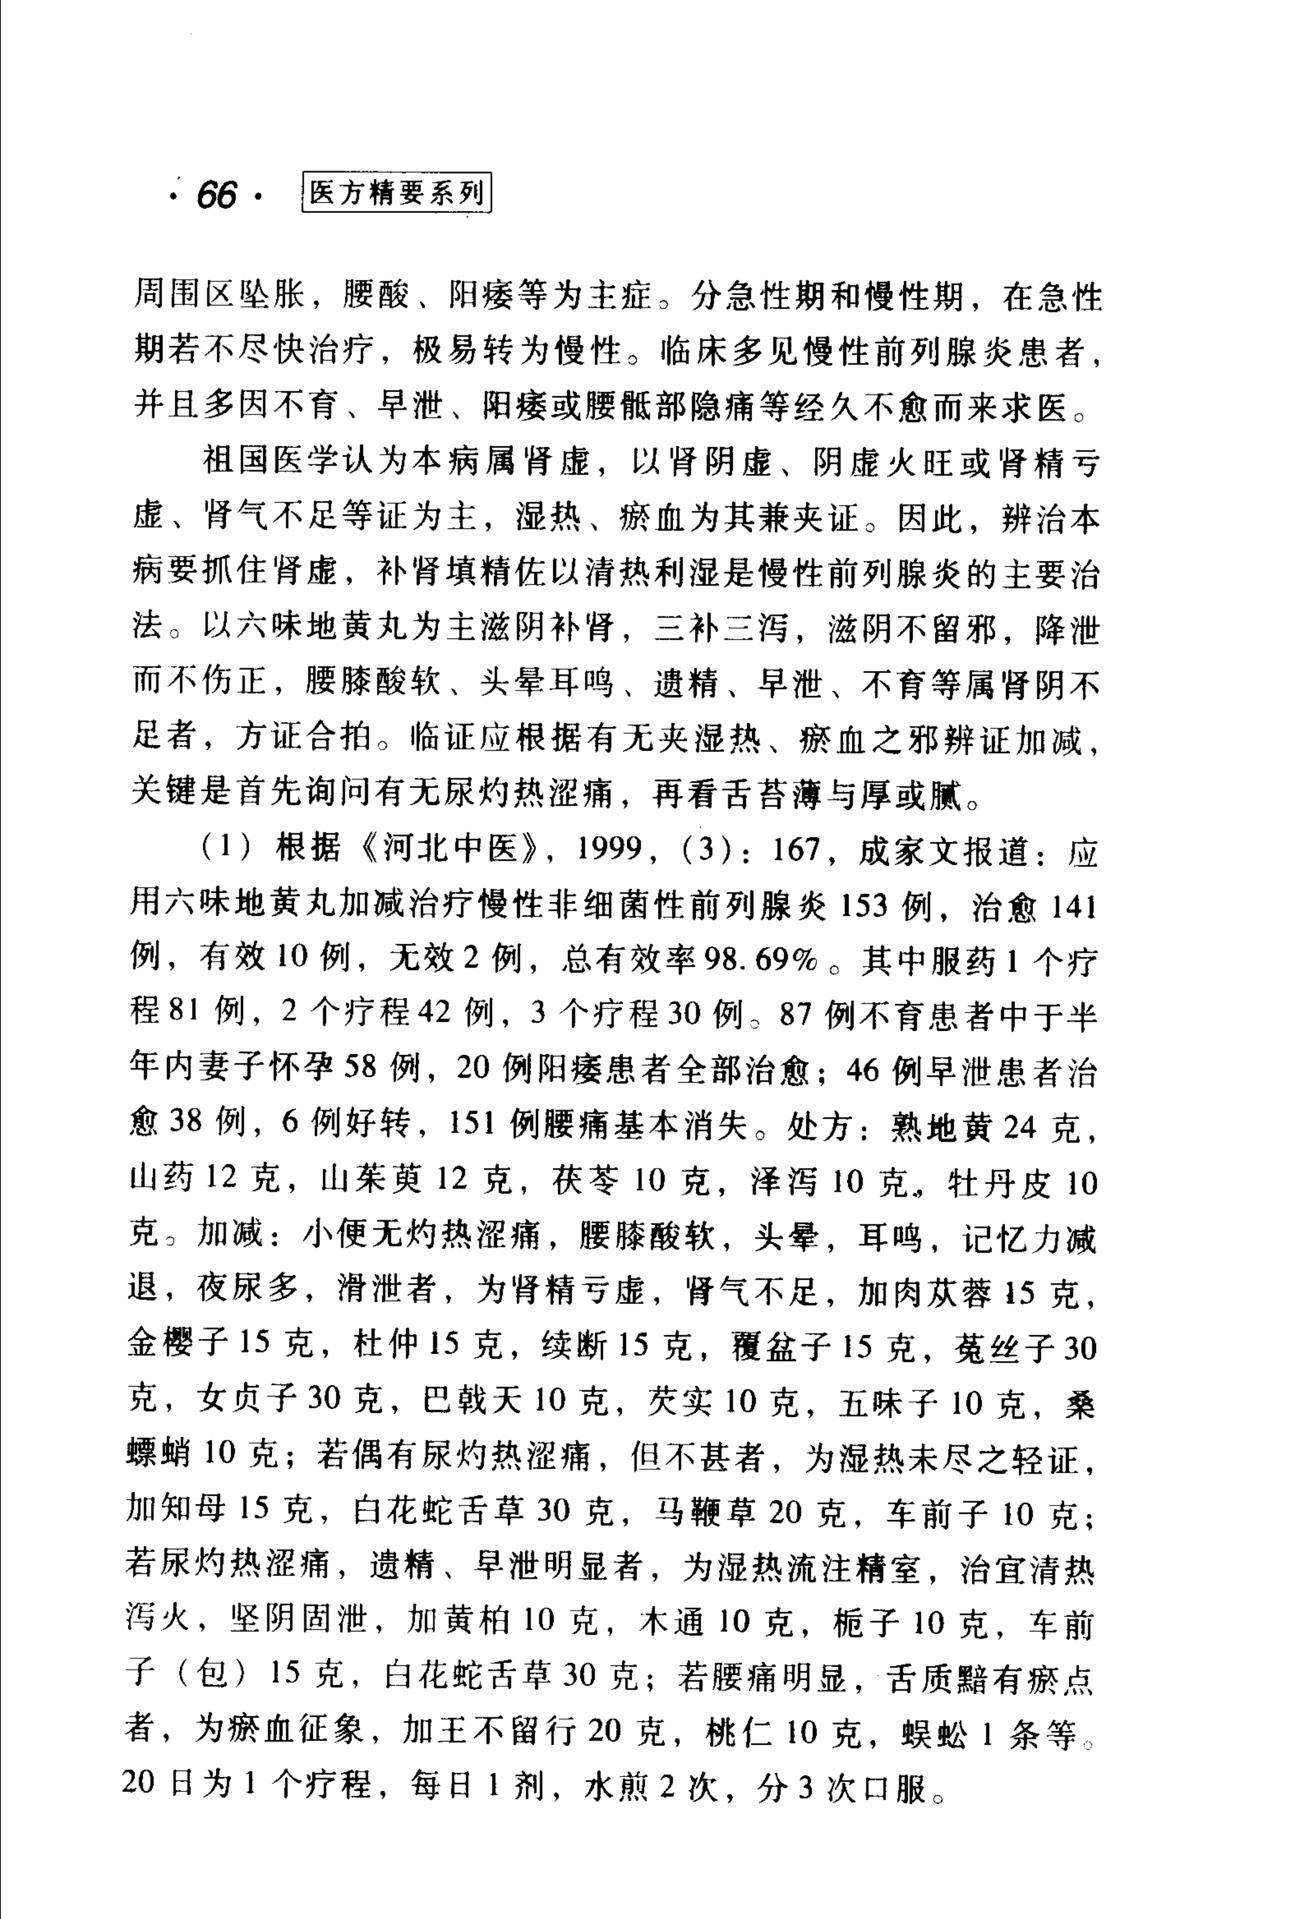 ·66· 医方精要系列
周围区坠胀，腰酸、阳痿等为主症。分急性期和慢性期，在急性
期若不尽快治疗，极易转为慢性。临床多见慢性前列腺炎患者，
并且多因不育、早泄、阳痿或腰骶部隐痛等经久不愈而来求医。
祖国医学认为本病属肾虚，以肾阴虚、阴虚火旺或肾精亏
虚、肾气不足等证为主，湿热、瘀血为其兼夹证。因此，辨治本
病要抓住肾虚，补肾填精佐以清热利湿是慢性前列腺炎的主要治
法。以六味地黄丸为主滋阴补肾，三补三泻，滋阴不留邪，降泄
而不伤正，腰膝酸软、头晕耳鸣、遗精、早泄、不育等属肾阴不
足者，方证合拍。临证应根据有无夹湿热、瘀血之邪辨证加减，
关键是首先询问有无尿灼热涩痛，再看舌苔薄与厚或腻。
（1）根据《河北中医》，1999，（3）：167，成家文报道：应
用六味地黄丸加减治疗慢性非细菌性前列腺炎 153 例，治愈 141
例，有效 10 例，无效 2 例，总有效率 98.69%。其中服药 1 个疗
程 81 例，2 个疗程 42 例，3 个疗程 30 例。87 例不育患者中于半
年内妻子怀孕 58 例，20 例阳痿患者全部治愈；46 例早泄患者治
愈 38 例，6 例好转，151 例腰痛基本消失。处方：熟地黄 24 克，
山药 12 克，山茱萸 12 克，茯苓 10 克，泽泻 10 克，牡丹皮 10
克。加减：小便无灼热涩痛，腰膝酸软，头晕，耳鸣，记忆力减
退，夜尿多，滑泄者，为肾精亏虚，肾气不足，加肉苁蓉 15 克，
金樱子 15 克，杜仲 15 克，续断 15 克，覆盆子 15 克，菟丝子 30
克，女贞子 30 克，巴戟天 10 克，芡实 10 克，五味子 10 克，桑
螵蛸 10 克；若偶有尿灼热涩痛，但不甚者，为湿热未尽之轻证，
加知母 15 克，白花蛇舌草 30 克，马鞭草 20 克，车前子 10 克；
若尿灼热涩痛，遗精、早泄明显者，为湿热流注精室，治宜清热
泻火，坚阴固泄，加黄柏 10 克，木通 10 克，栀子 10 克，车前
子（包）15 克，白花蛇舌草 30 克；若腰痛明显，舌质黯有瘀点
者，为瘀血征象，加王不留行 20 克，桃仁 10 克，蜈蚣 1 条等。
20 日为 1 个疗程，每日 1 剂，水煎 2 次，分 3 次口服。